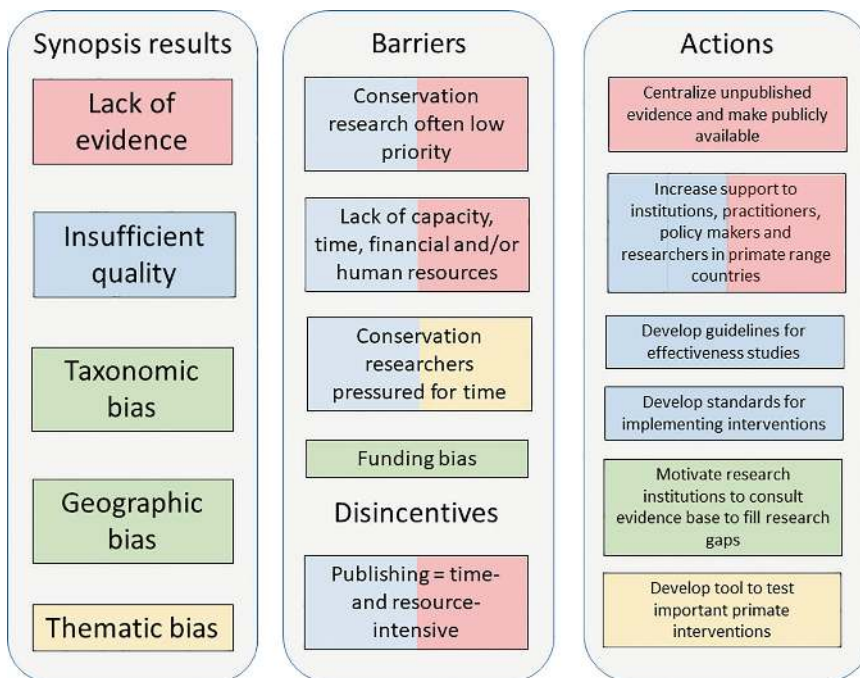 Synopsis results
Lack of
evidence
Insufficient
quality
Taxonomic
bias
Geographic
bias
Thematic bias
Barriers
Conservation
research often low
priority
Lack of capacity,
time, financial and/or
human resources
Conservation
researchers
pressured for time
Funding bias
Disincentives
Publishing = time-
and resource-
intensive
Actions
Centralize unpublished
evidence and make publicly
available
Increase support to
institutions, practitioners,
policy makers and
researchers in primate range
countries
Develop guidelines for
effectiveness studies
Develop standards for
implementing interventions
Motivate research
institutions to consult
evidence base to fill research
gaps
Develop tool to test
important primate
interventions